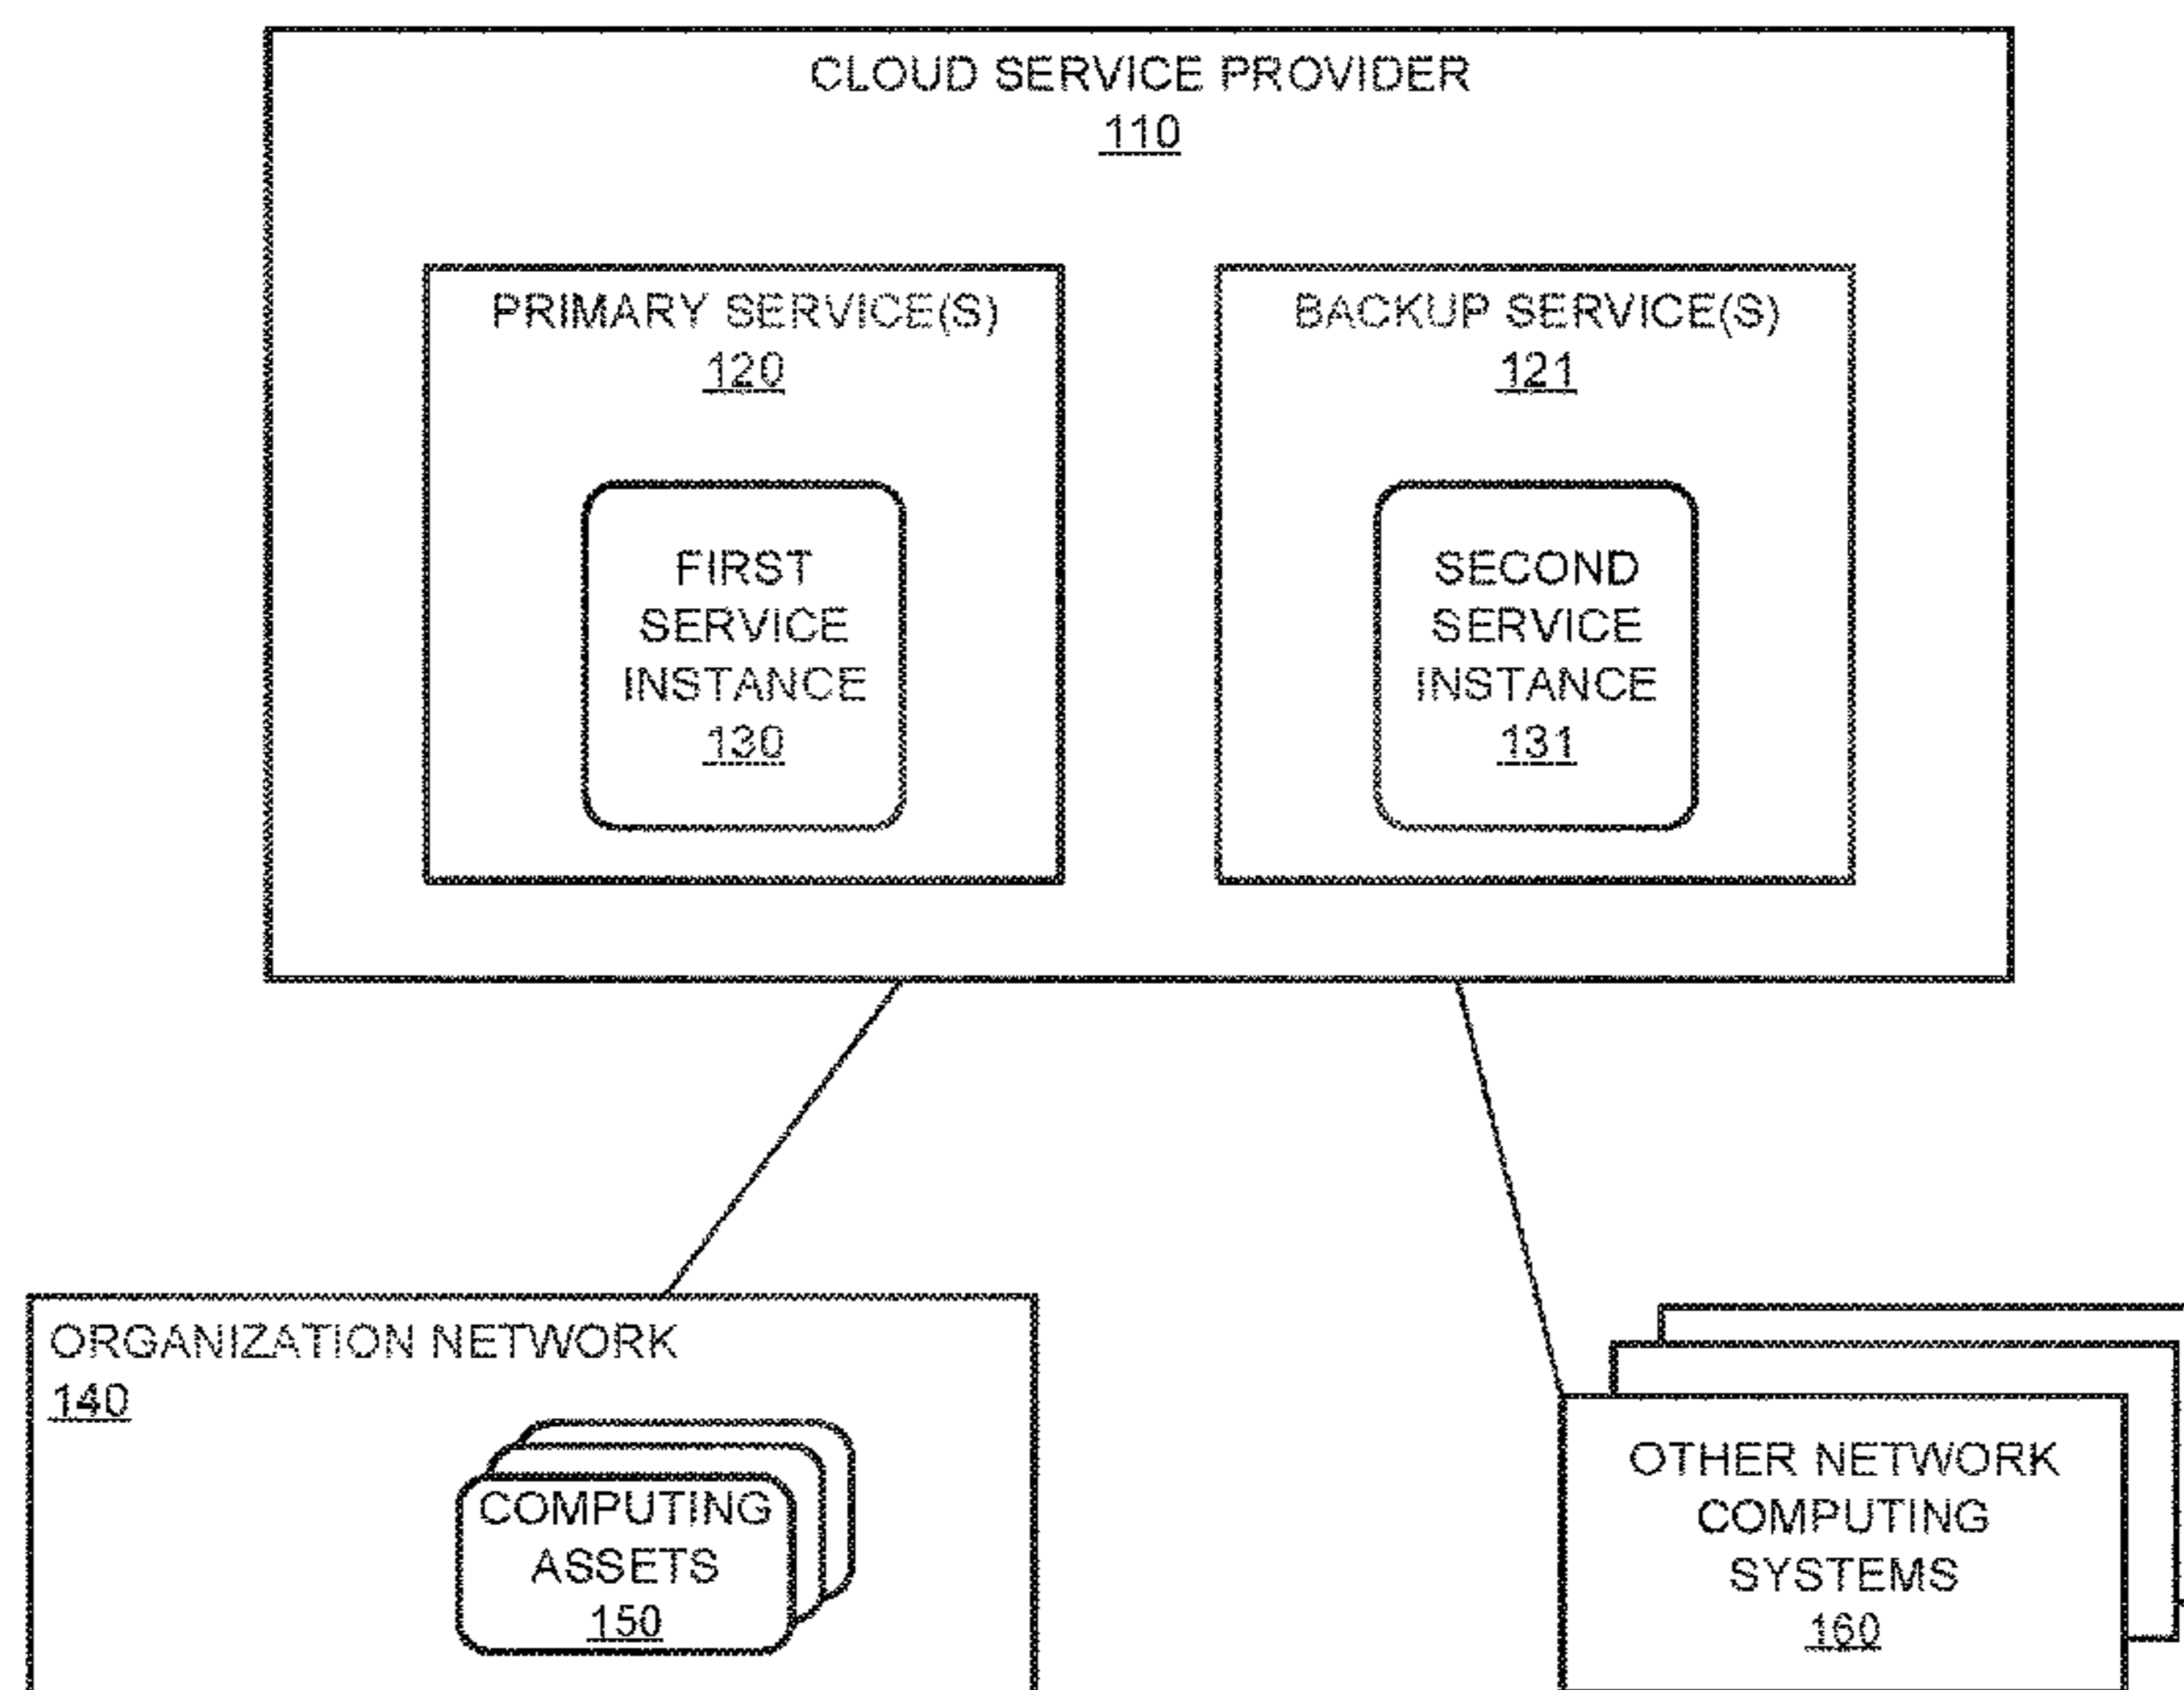 CLOUD SERVICE PROVIDER
110
PRIMARY SERVICE(S)
120
FIRST
SERVICE
INSTANCE
130
BACKUP SERVICE(S)
121
SECOND
SERVICE
INSTANCE
131
ORGANIZATION NETWORK
140
COMPUTING
ASSETS
150
OTHER NETWORK
COMPUTING
SYSTEMS
160